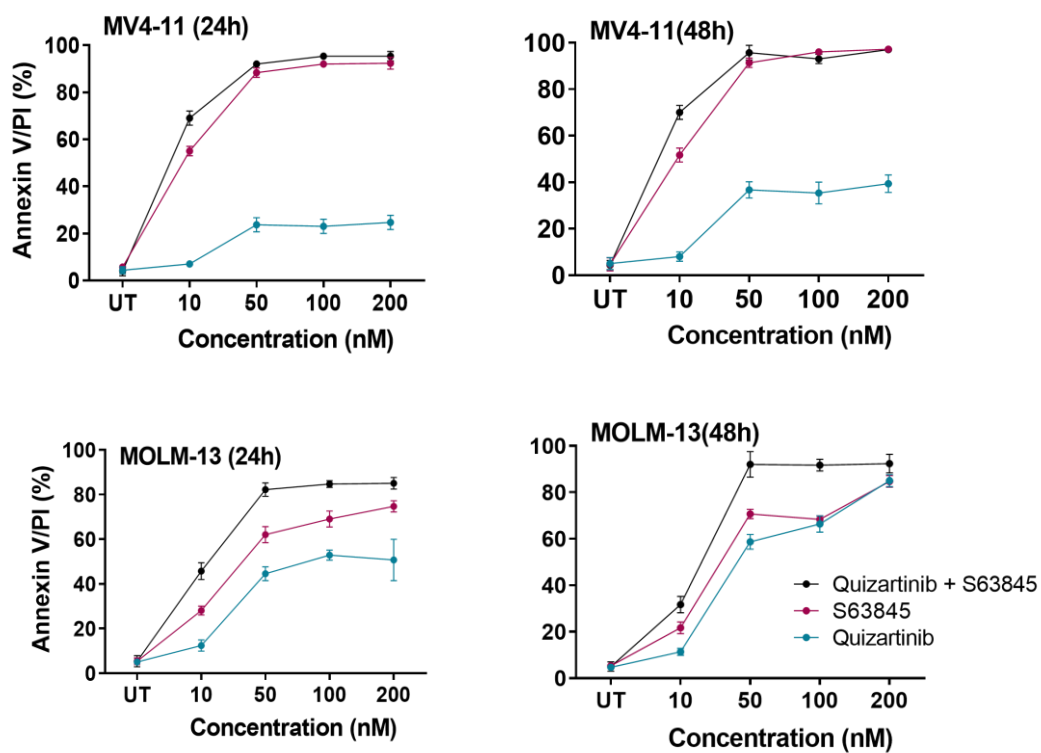 MV4-11 (24h)
Annexin V/PI (%)
100
80
60
40
20
0
UT 10 50 100 200
Concentration (nM)
MV4-11(48h)
100
80
60
40
20
0
UT 10 50 100 200
Concentration (nM)
MOLM-13 (24h)
Annexin V/PI (%)
100
80
60
40
20
0
UT 10 50 100 200
Concentration (nM)
MOLM-13(48h)
100
80
60
40
20
0
UT 10 50 100 200
Concentration (nM)
Quizartinib + S63845
S63845
Quizartinib